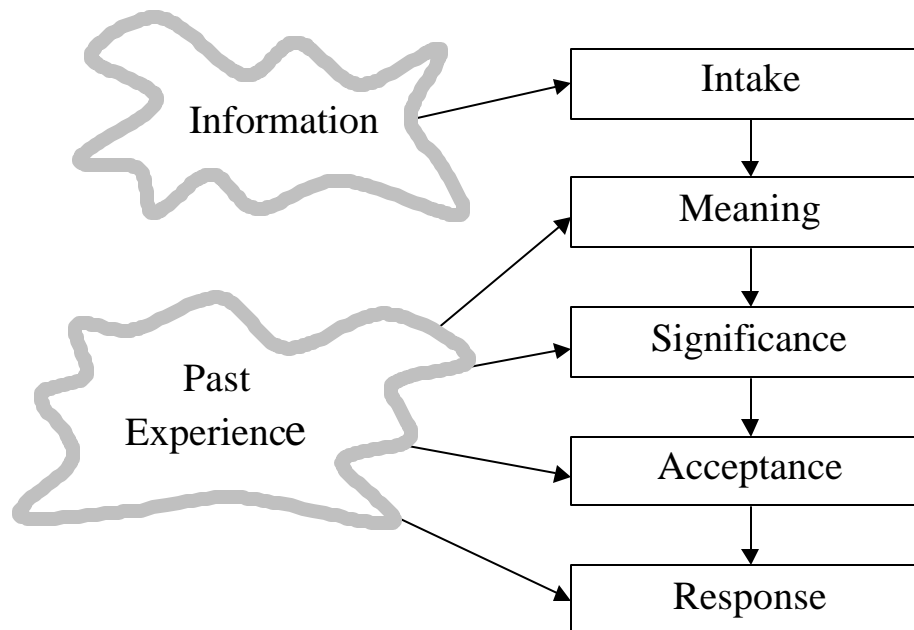 Information
Intake
Meaning
Significance
Past
Experience
Acceptance
Response